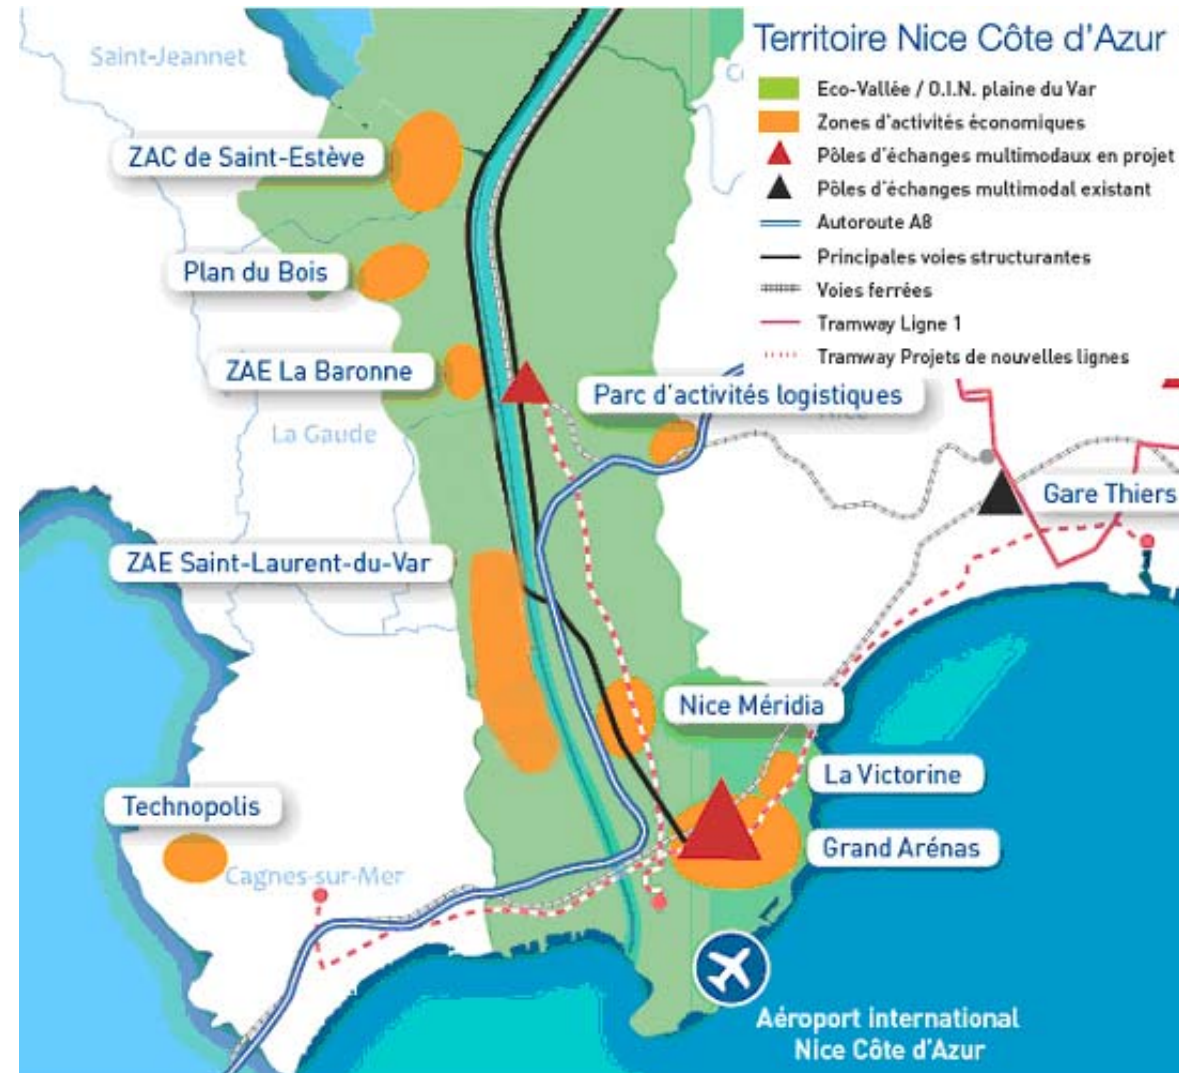 Territoire Nice Côte d'Azur
Eco-Vallée / O.I.N. plaine du Var
Zones d'activités économiques
Pôles d'échanges multimodaux en projet
Pôles d'échanges multimodal existant
Autoroute A8
Principales voies structurantes
Voies ferrées
Tramway Ligne 1
Tramway Projets de nouvelles lignes
Saint-Jeannet
ZAC de Saint-Estève
Plan du Bois
ZAE La Baronne
Parc d'activités logistiques
La Gaude
Gare Thiers
ZAE Saint-Laurent-du-Var
Nice Méridia
La Victorine
Technopolis
Grand Arénas
Cagnes-sur-Mer
Aéroport international
Nice Côte d'Azur